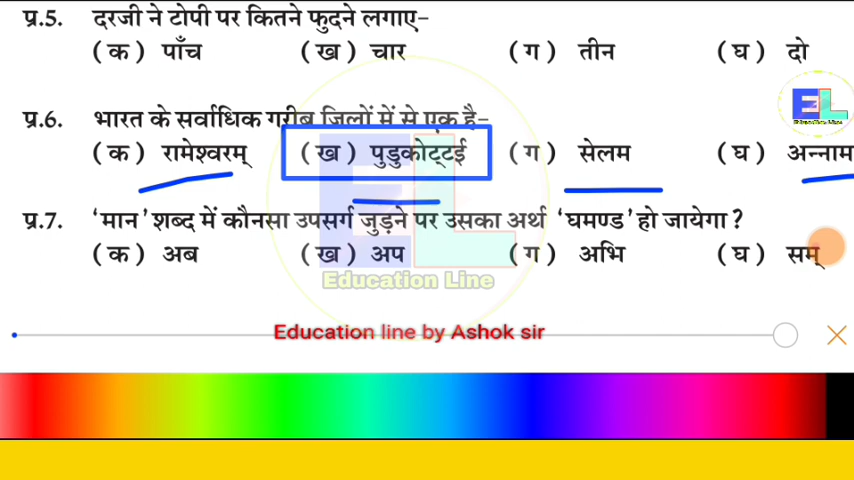 प्र.5. दरजी ने टोपी पर कितने फुदने लगाए-
(क) पाँच (ख) चार (ग) तीन (घ) दो
EL
प्र.6. भारत के सर्वाधिक गरीब जिलों में से एक है-
(क) रामेश्वरम् (ख) पुडुकोट्टई (ग) सेलम (घ) अन्नाम
प्र.7. ‘मान’ शब्द में कौनसा उपसर्ग जुड़ने पर उसका अर्थ ‘घमण्ड’ हो जायेगा?
(क) अब (ख) अप (ग) अभि (घ) सम्
EL
Education Line
Education line by Ashok sir